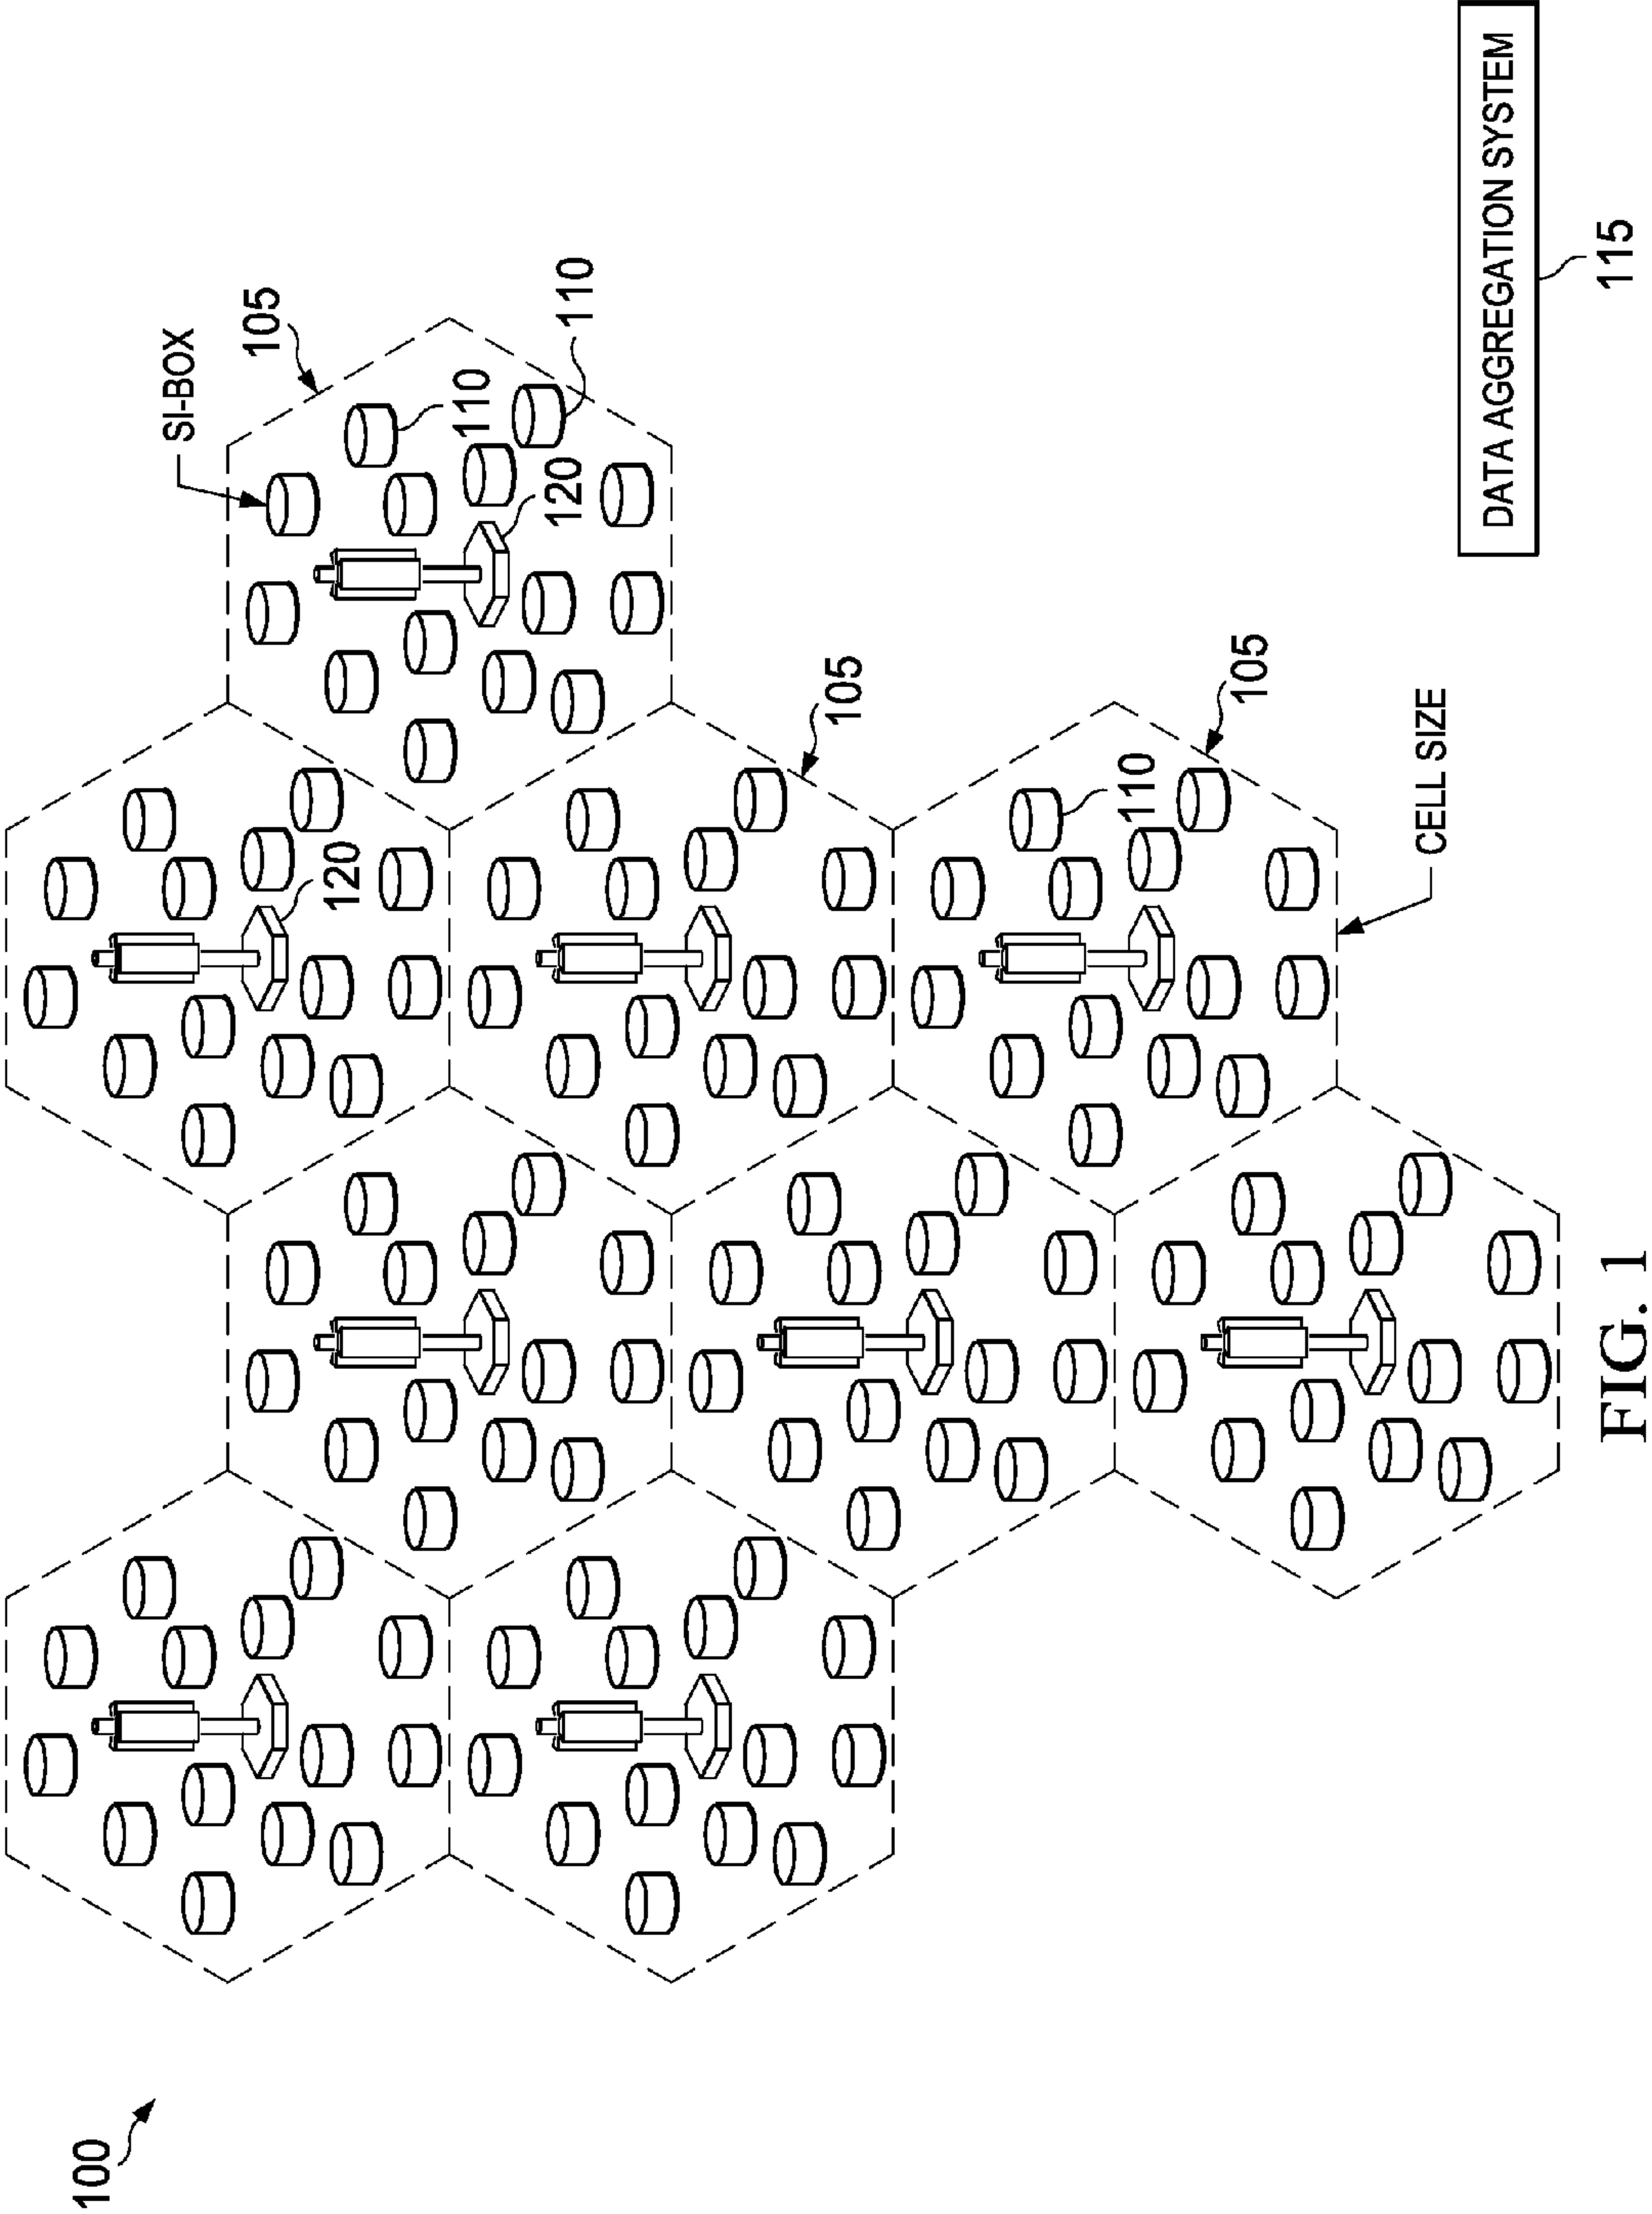 100
SI-BOX
105
120
110
120
110
105
110
105
CELL SIZE
DATA AGGREGATION SYSTEM
115
FIG. 1